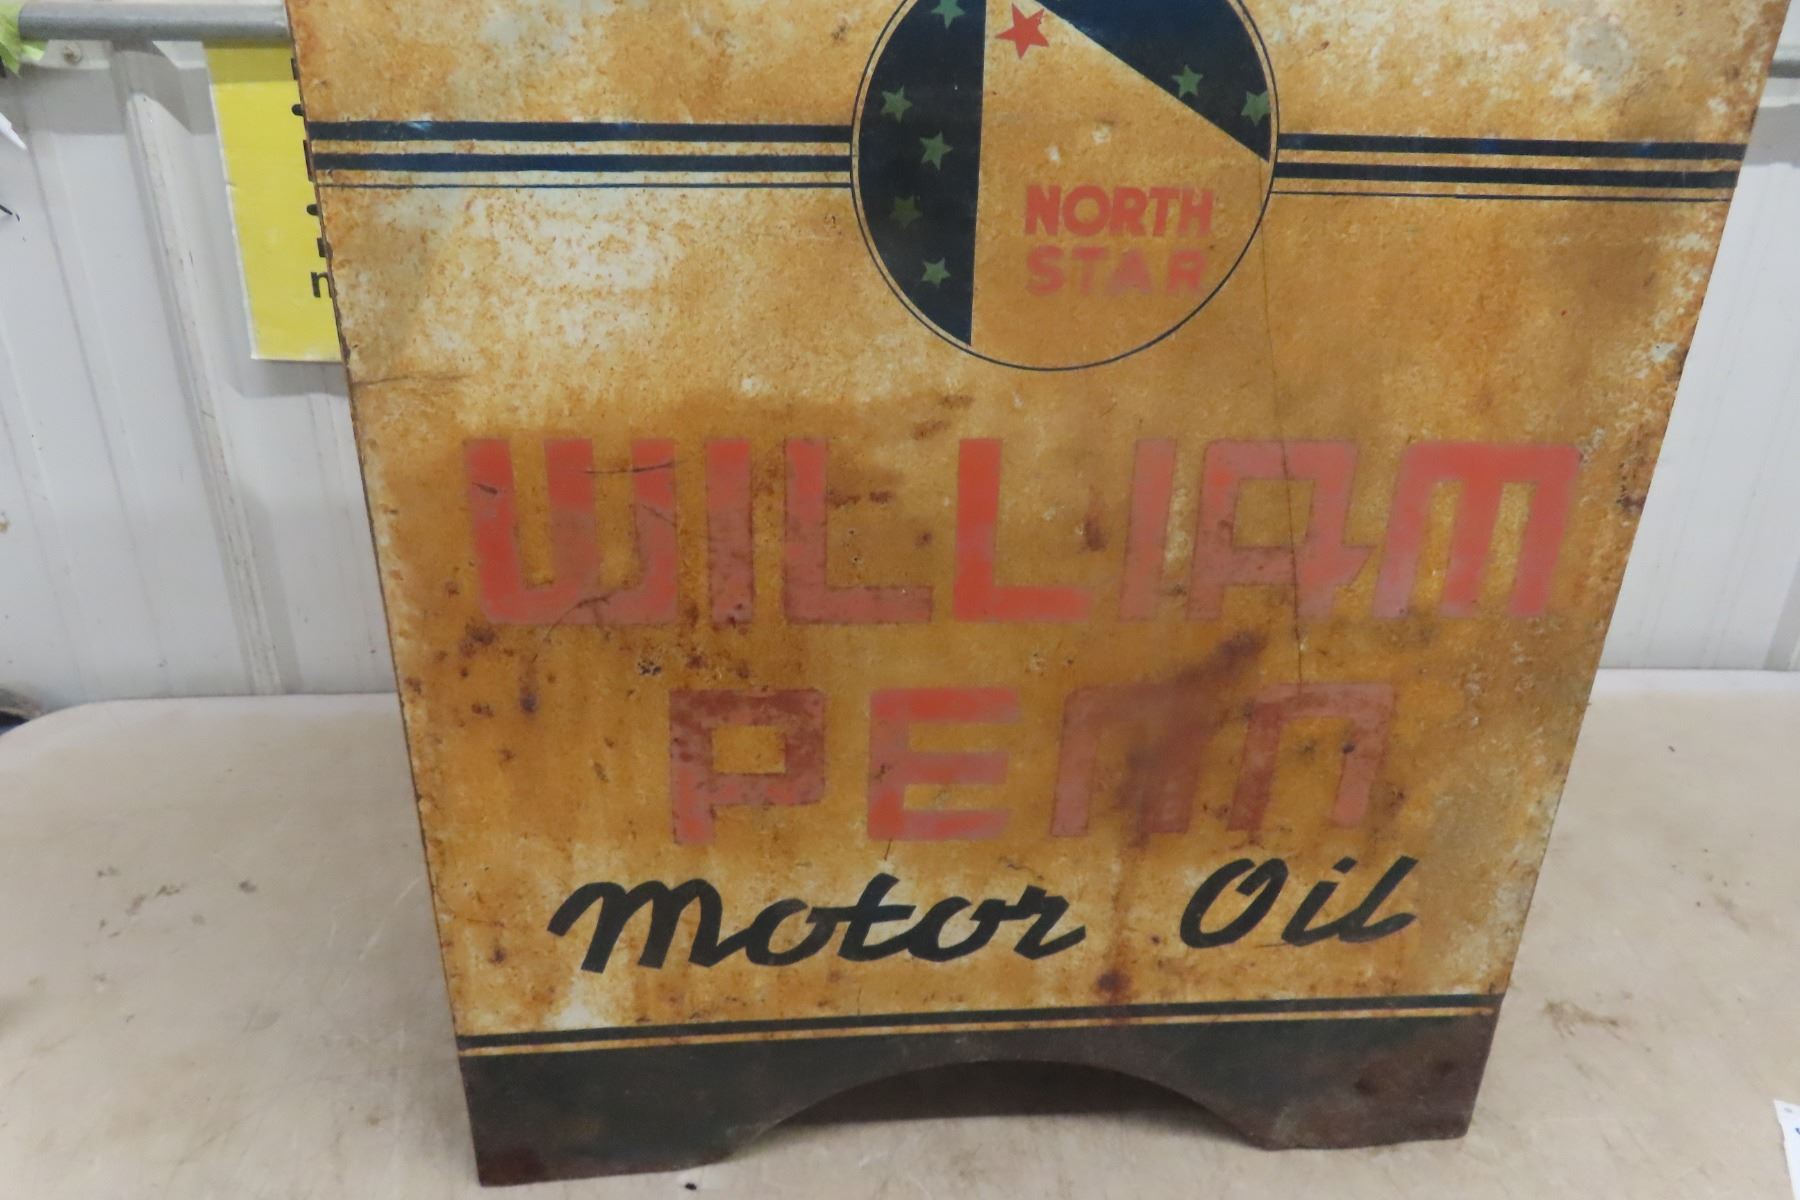 NORTH
STAR
WILLIAM
PENN
Motor Oil